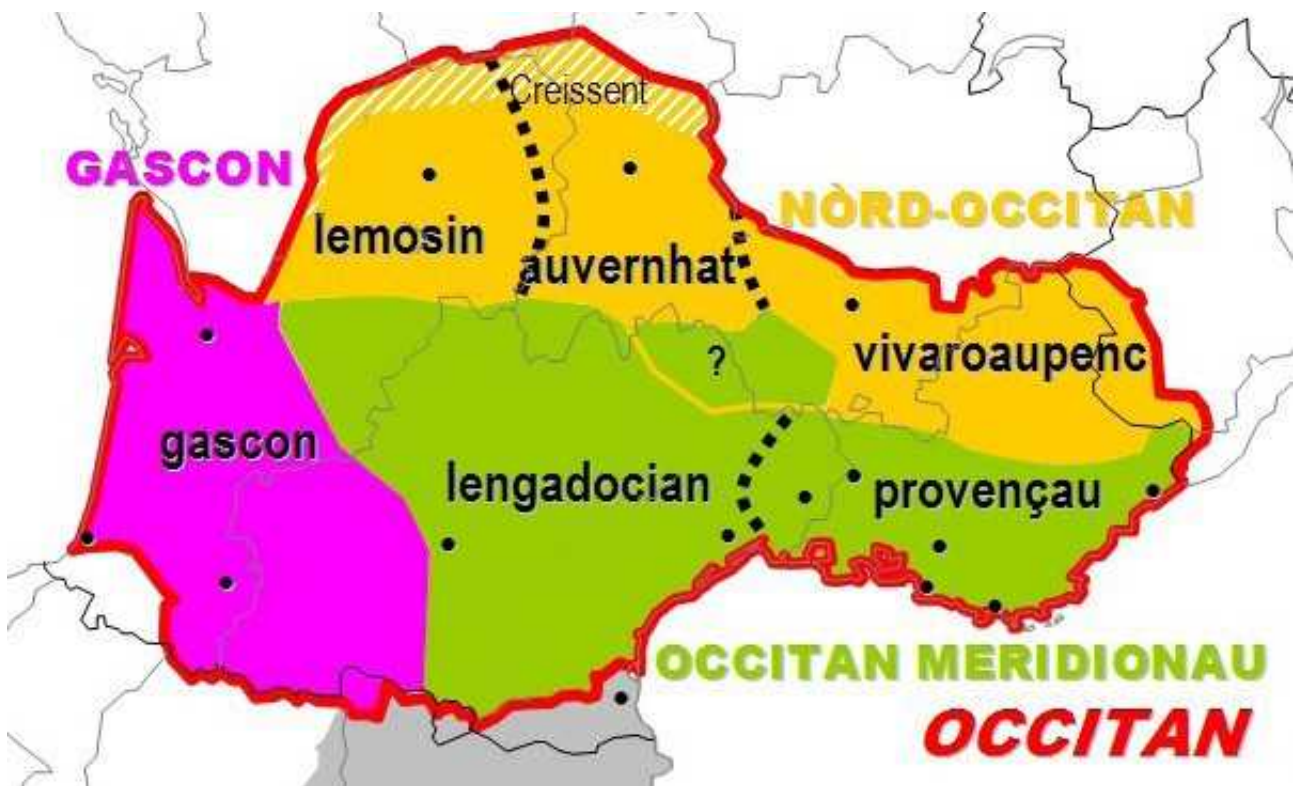 Creissent
GASCON
NÒRD-OCCITAN
lemosin
auvernhat
vivaroaupenc
?
gascon
lengadocian
provençau
OCCITAN MERIDIONAU
OCCITAN